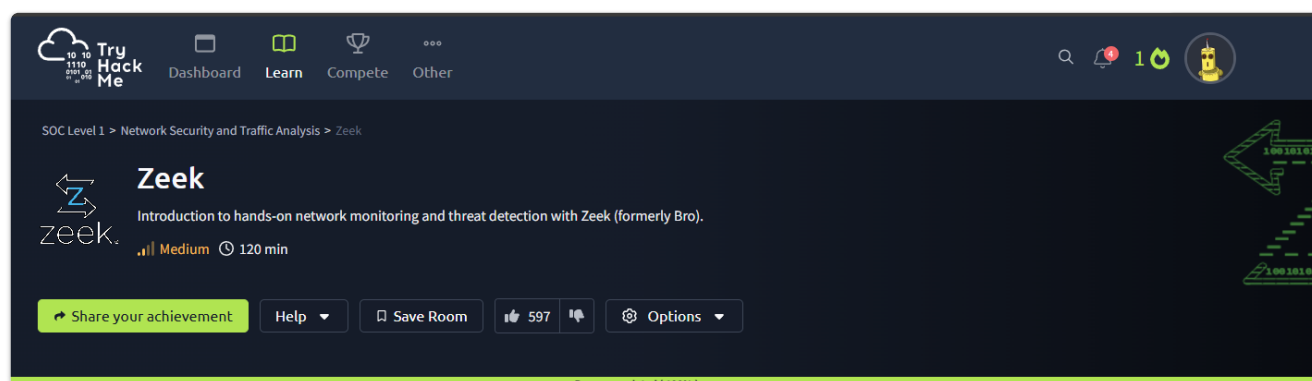 Try
Hack
Me
Dashboard
Learn
Compete
Other
4
1
SOC Level 1 > Network Security and Traffic Analysis > Zeek
zeek
Zeek
Introduction to hands-on network monitoring and threat detection with Zeek (formerly Bro).
Medium 120 min
Share your achievement
Help
Save Room
597
Options